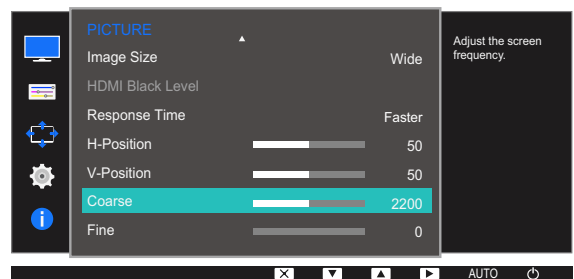 PICTURE
Image Size Wide
HDMI Black Level
Response Time Faster
H-Position 50
V-Position 50
Coarse 2200
Fine 0
Adjust the screen
frequency.
AUTO